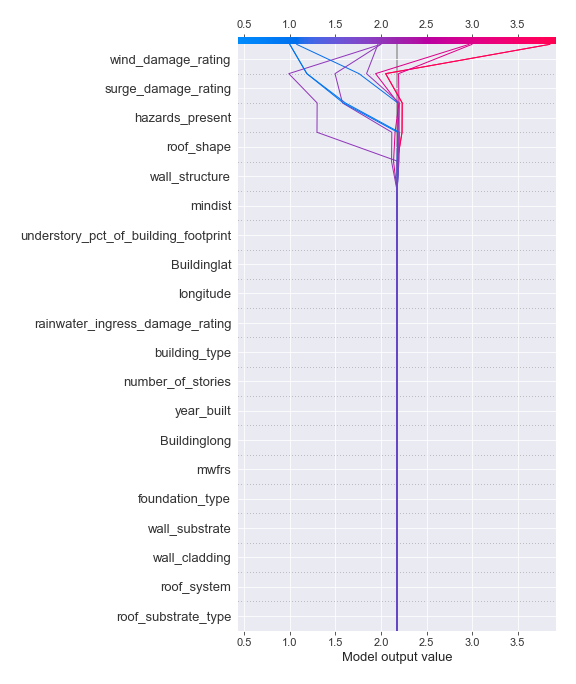 0.5 1.0 1.5 2.0 2.5 3.0 3.5
wind_damage_rating
surge_damage_rating
hazards_present
roof_shape
wall_structure
mindist
understory_pct_of_building_footprint
Buildinglat
longitude
rainwater_ingress_damage_rating
building_type
number_of_stories
year_built
Buildinglong
mwfrs
foundation_type
wall_substrate
wall_cladding
roof_system
roof_substrate_type
0.5 1.0 1.5 2.0 2.5 3.0 3.5
Model output value